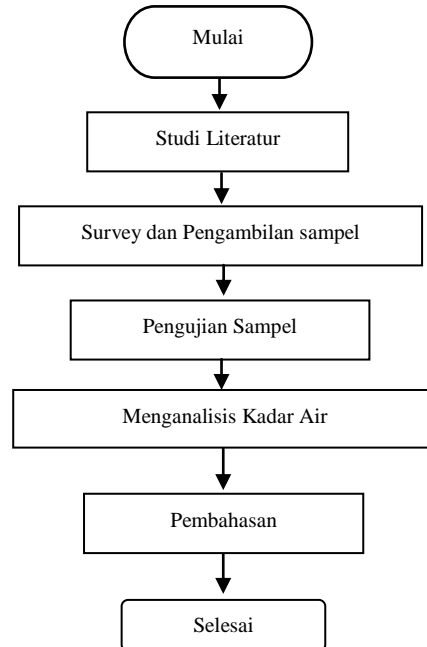 Mulai
Studi Literatur
Survey dan Pengambilan sampel
Pengujian Sampel
Menganalisis Kadar Air
Pembahasan
Selesai